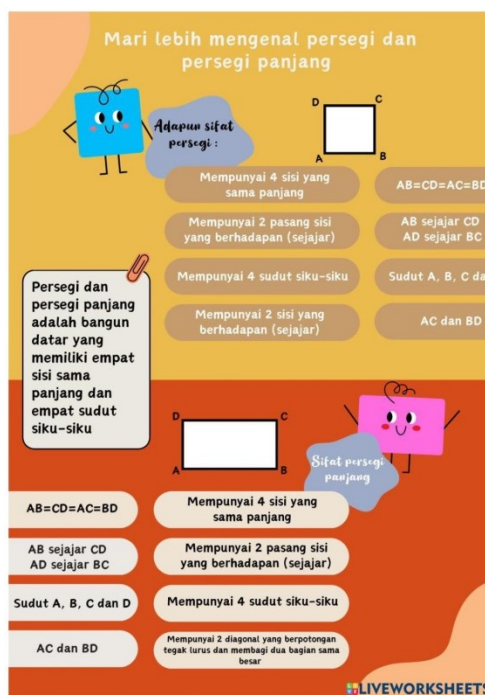 Mari lebih mengenal persegi dan
persegi panjang
Adapun sifat
persegi :
D
C
A
B
Mempunyai 4 sisi yang
sama panjang
AB=CD=AC=BD
Mempunyai 2 pasang sisi
yang berhadapan (sejajar)
AB sejajar CD
AD sejajar BC
Mempunyai 4 sudut siku-siku
Sudut A, B, C da
Mempunyai 2 sisi yang
berhadapan (sejajar)
AC dan BD
Persegi dan
persegi panjang
adalah bangun
datar yang
memiliki empat
sisi sama
panjang dan
empat sudut
siku-siku
D
C
A
B
Sifat persegi
panjang
AB=CD=AC=BD
Mempunyai 4 sisi yang
sama panjang
AB sejajar CD
AD sejajar BC
Mempunyai 2 pasang sisi
yang berhadapan (sejajar)
Sudut A, B, C dan D
Mempunyai 4 sudut siku-siku
AC dan BD
Mempunyai 2 diagonal yang berpotongan
tegak lurus dan membagi dua bagian sama
besar
LIVEWORKSHEETS